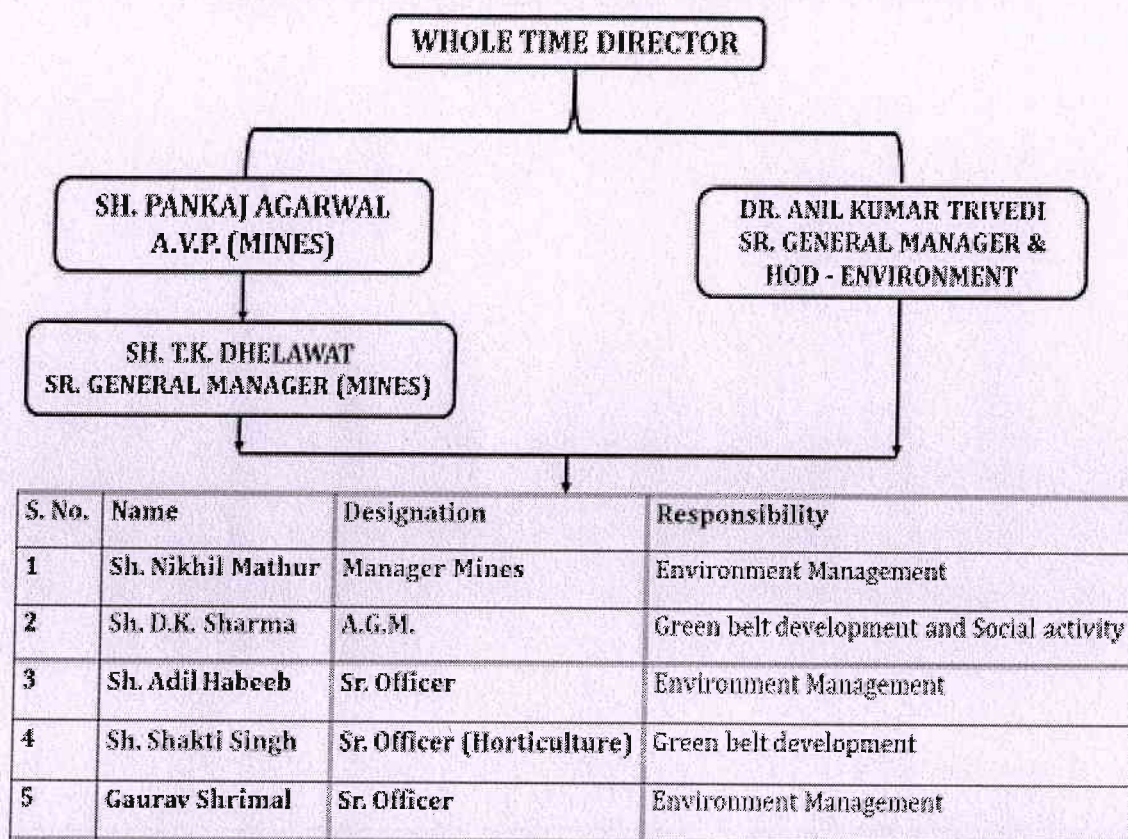 WHOLE TIME DIRECTOR
SH. PANKAJ AGARWAL
A.V.P. (MINES)
DR. ANIL KUMAR TRIVEDI
SR. GENERAL MANAGER &
HOD - ENVIRONMENT
SH. T.K. DHELAWAT
SR. GENERAL MANAGER (MINES)
S. No. Name Designation Responsibility
1 Sh. Nikhil Mathur Manager Mines Environment Management
2 Sh. D.K. Sharma A.G.M. Green belt development and Social activity
3 Sh. Adil Habeeb Sr. Officer Environment Management
4 Sh. Shakti Singh Sr. Officer (Horticulture) Green belt development
5 Gaurav Shrimal Sr. Officer Environment Management